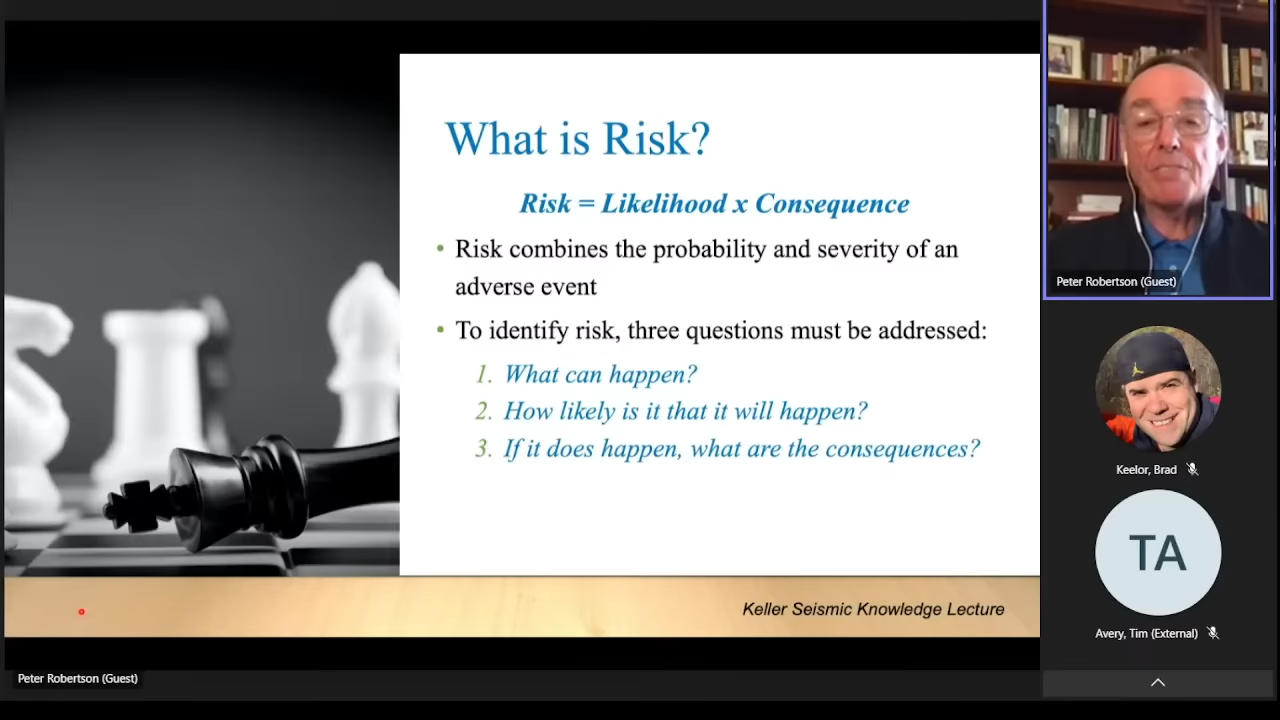 What is Risk?
Risk = Likelihood x Consequence
• Risk combines the probability and severity of an
adverse event
• To identify risk, three questions must be addressed:
1. What can happen?
2. How likely is it that it will happen?
3. If it does happen, what are the consequences?
Keller Seismic Knowledge Lecture
Peter Robertson (Guest)
Peter Robertson (Guest)
Keelor, Brad
TA
Avery, Tim (External)